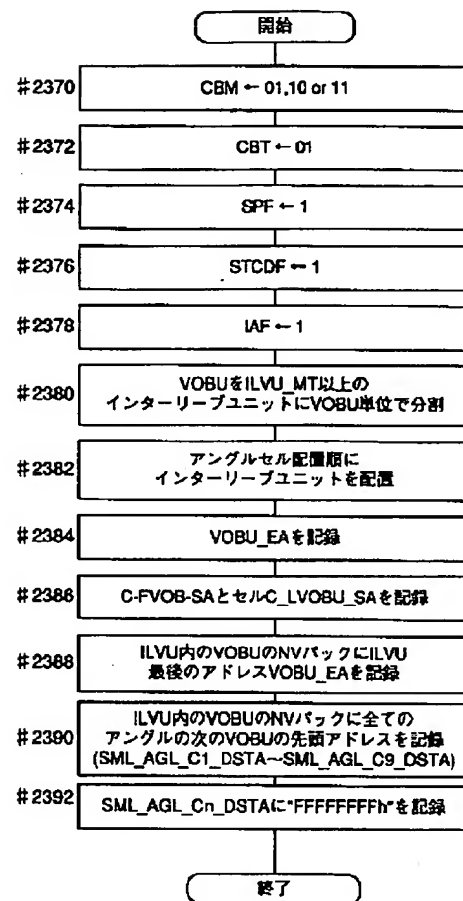 開始
#2370 CBM ← 01,10 or 11
#2372 CBT ← 01
#2374 SPF ← 1
#2376 STCDF ← 1
#2378 IAF ← 1
#2380 VOBUをILVU_MT以上の
インターリーブユニットにVOBU単位で分割
#2382 アングルセル配置順に
インターリーブユニットを配置
#2384 VOBU_EAを記録
#2386 C-FVOB-SAとセルC_LVOBU_SAを記録
#2388 ILVU内のVOBUのNVパックにILVU
最後のアドレスVOBU_EAを記録
#2390 ILVU内のVOBUのNVパックに全ての
アングルの次のVOBUの先頭アドレスを記録
(SML_AGL_C1_DSTA～SML_AGL_C9_DSTA)
#2392 SML_AGL_Cn_DSTAに"FFFFFFFFh"を記録
終了